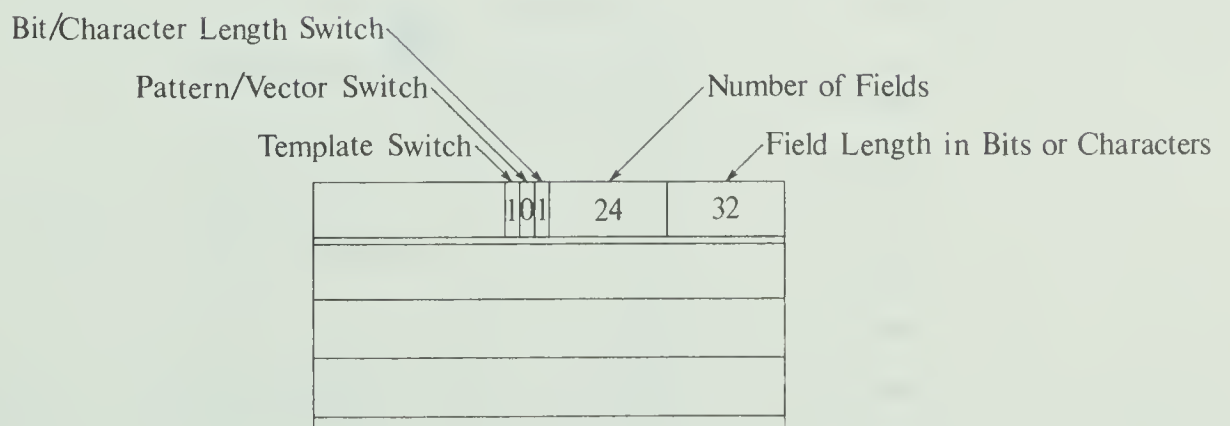 Bit/Character Length Switch
Pattern/Vector Switch
Number of Fields
Template Switch
Field Length in Bits or Characters
1 0 1 24 32